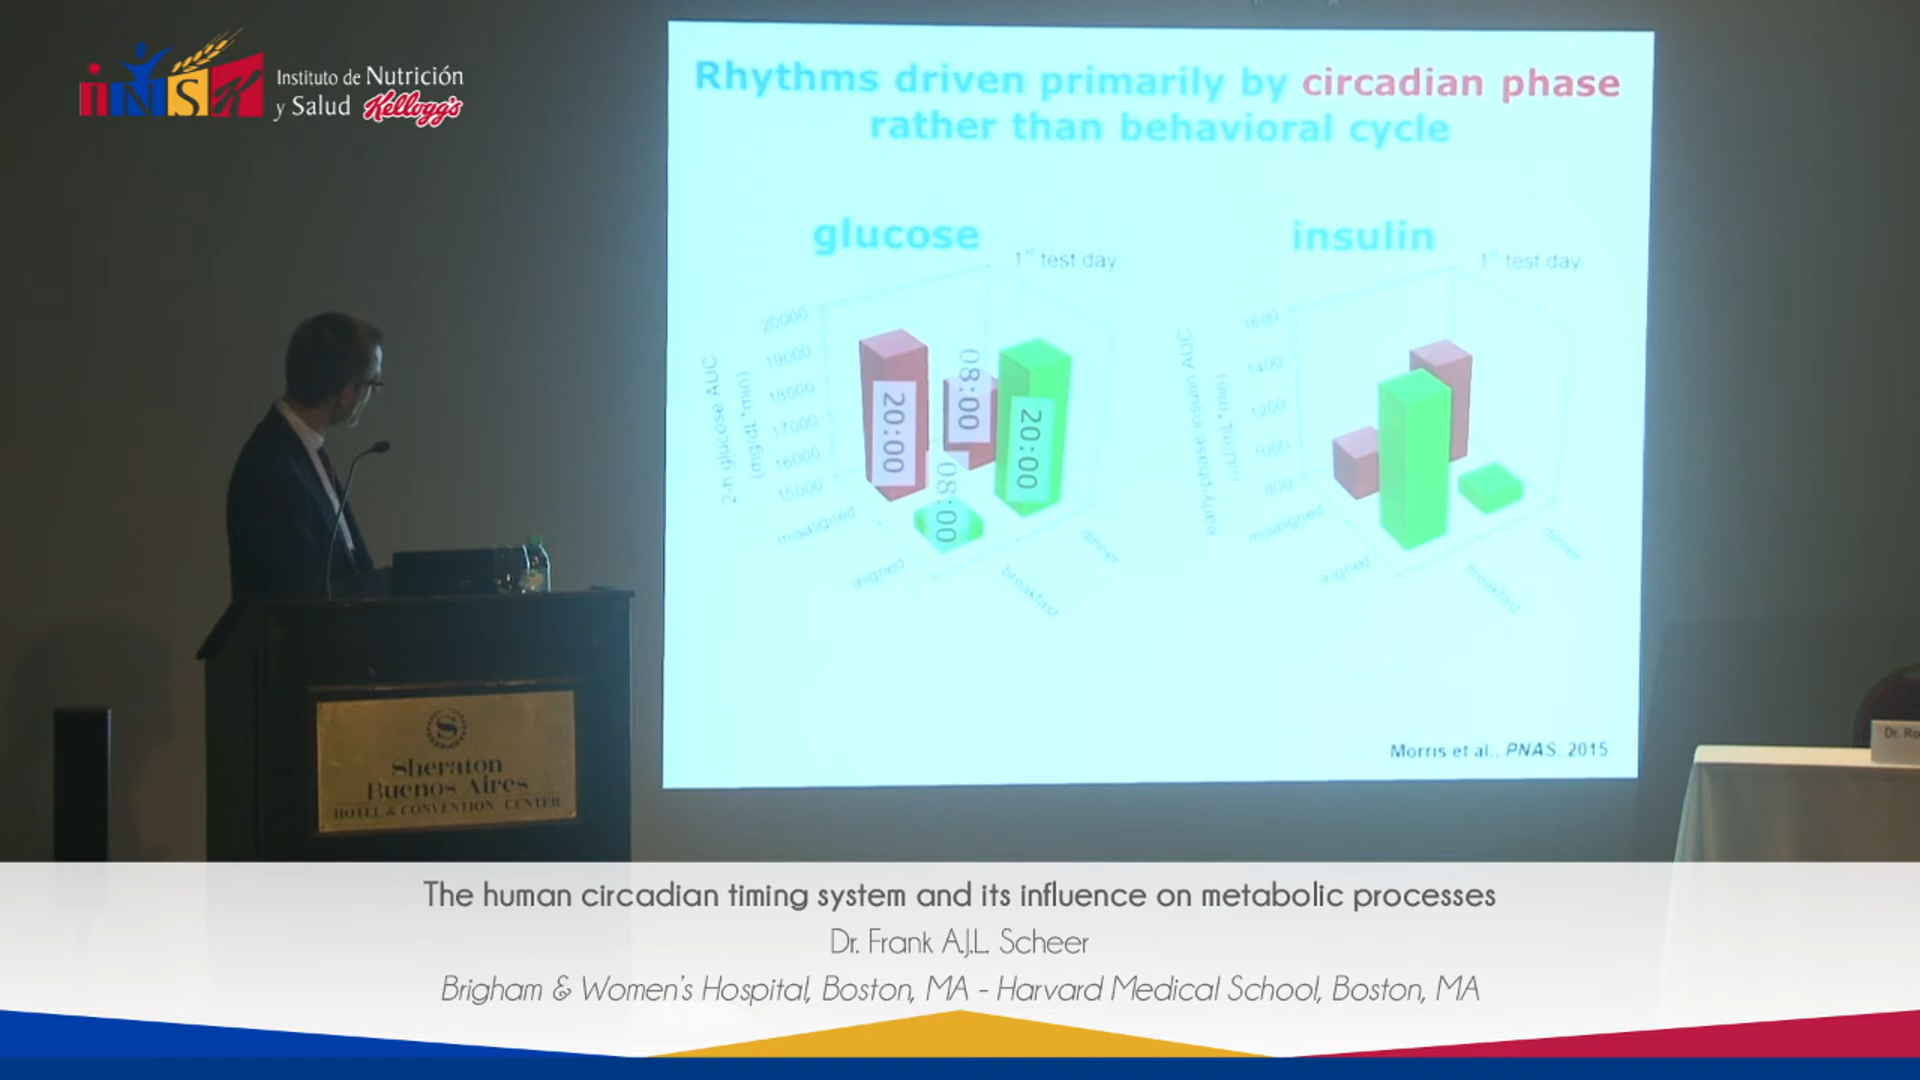 iNSK
Instituto de Nutrición
y Salud Kellogg's
Rhythms driven primarily by circadian phase
rather than behavioral cycle
glucose
1st test day
20000
19000
18000
17000
16000
15000
2-h glucose AUC
(mg/dL*min)
20:00
08:00
20:00
08:00
misaligned
aligned
breakfast
dinner
insulin
1st test day
1600
1400
1200
1000
800
early-phase insulin AUC
misaligned
aligned
breakfast
dinner
Morris et al., PNAS, 2015
S
Sheraton
Buenos Aires
HOTEL & CONVENTION CENTER
Dr. Ro
The human circadian timing system and its influence on metabolic processes
Dr. Frank A.J.L. Scheer
Brigham & Women's Hospital, Boston, MA - Harvard Medical School, Boston, MA